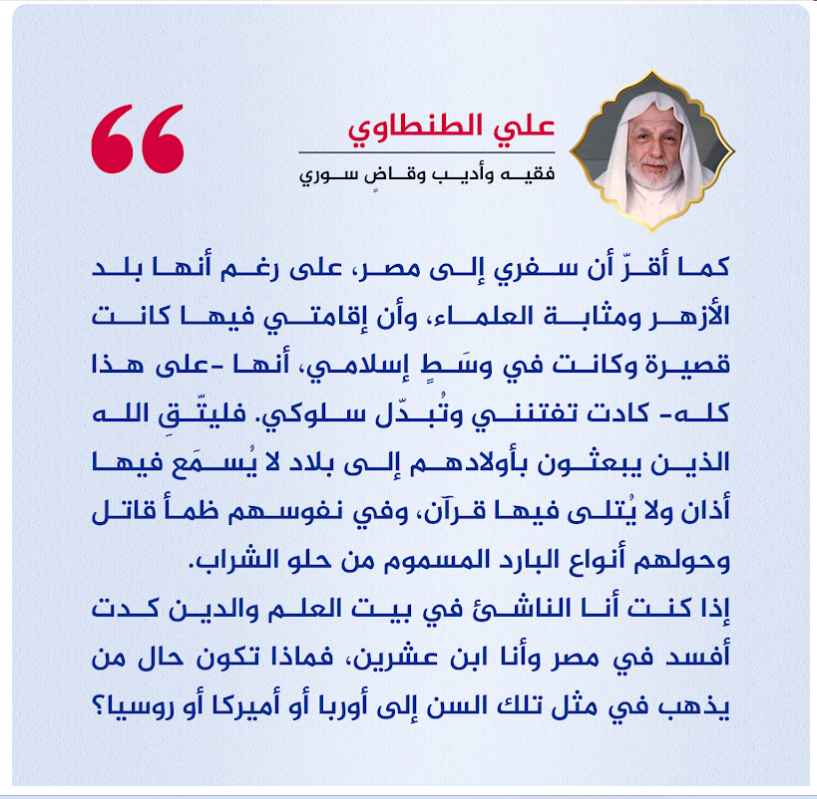 علي الطنطاوي
فقيه وأديب وقاضٍ سوري
كما أقرّ أن سفري إلى مصر، على رغم أنها بلد
الأزهر ومثابة العلماء، وأن إقامتي فيها كانت
قصيرة وكانت في وسَطٍ إسلامي، أنها -على هذا
كله- كادت تفتنني وتُبدّل سلوكي. فليتّقِ الله
الذين يبعثون بأولادهم إلى بلاد لا يُسمَع فيها
أذان ولا يُتلى فيها قرآن، وفي نفوسهم ظمأ قاتل
وحولهم أنواع البارد المسموم من حلو الشراب.
إذا كنت أنا الناشئ في بيت العلم والدين كدت
أفسد في مصر وأنا ابن عشرين، فماذا تكون حال من
يذهب في مثل تلك السن إلى أوربا أو أميركا أو روسيا؟